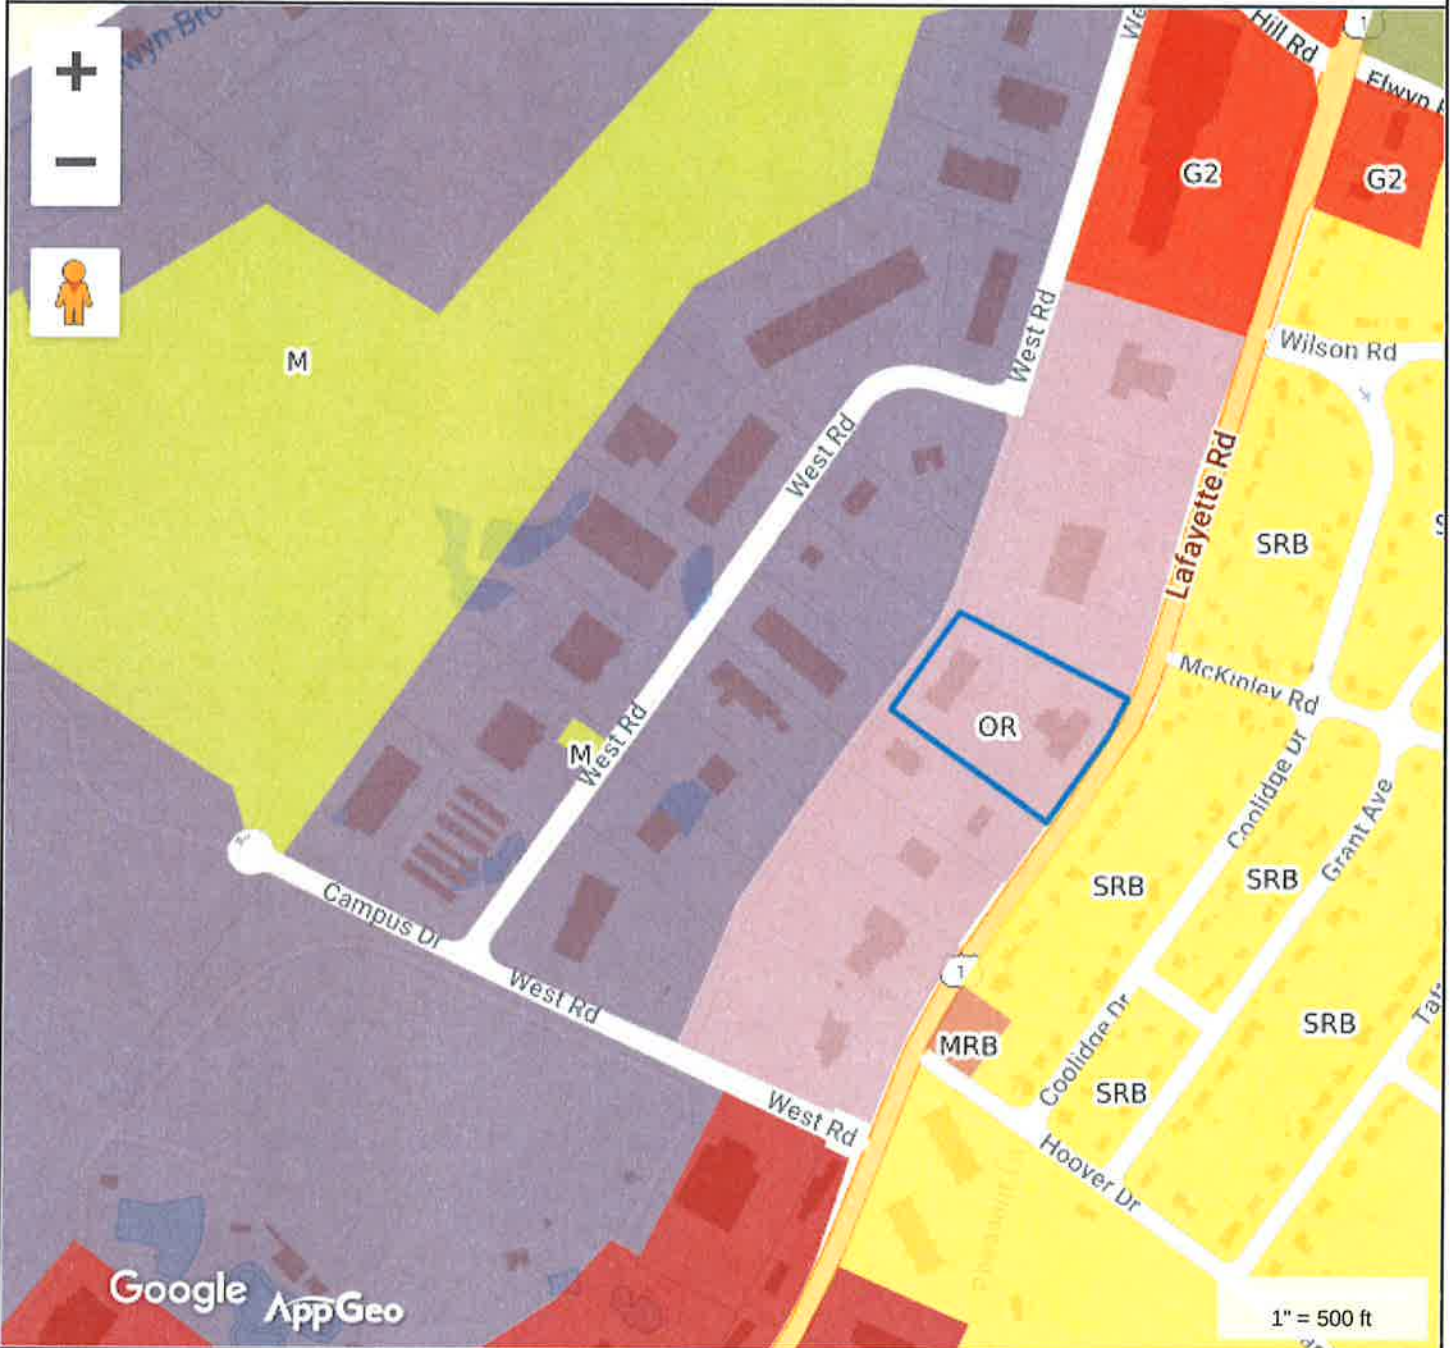 Hill Rd
1
Elwyn
G2
G2
M
West Rd
Wilson Rd
West Rd
Lafayette Rd
SRB
McKinley Rd
OR
M
West Rd
Coolidge Dr
Grant Ave
SRB
SRB
Campus Dr
West Rd
1
MRB
Coolidge Dr
SRB
SRB
West Rd
Hoover Dr
Google AppGeo
1" = 500 ft